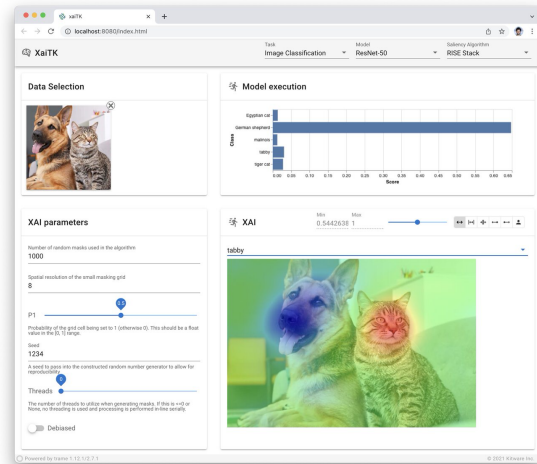 xaiTK
localhost:8080/index.html
XaiTK
Task
Image Classification
Model
ResNet-50
Saliency Algorithm
RISE Stack
Data Selection
Model execution
Class
Egyptian cat
German shepherd
malinois
tabby
tiger cat
0.00 0.05 0.10 0.15 0.20 0.25 0.30 0.35 0.40 0.45 0.50 0.55 0.60 0.65
Score
XAI parameters
Number of random masks used in the algorithm
1000
Spatial resolution of the small masking grid
8
0.5
P1
Probability of the grid cell being set to 1 (otherwise 0). This should be a float
value in the [0, 1] range.
Seed
1234
A seed to pass into the constructed random number generator to allow for
reproducibility
0
Threads
The number of threads to utilize when generating masks. If this is <=0 or
None, no threading is used and processing is performed in-line serially.
Debiased
XAI
Min
0.5442638
Max
1
tabby
Powered by trame 1.12.1/2.7.1
© 2021 Kitware Inc.